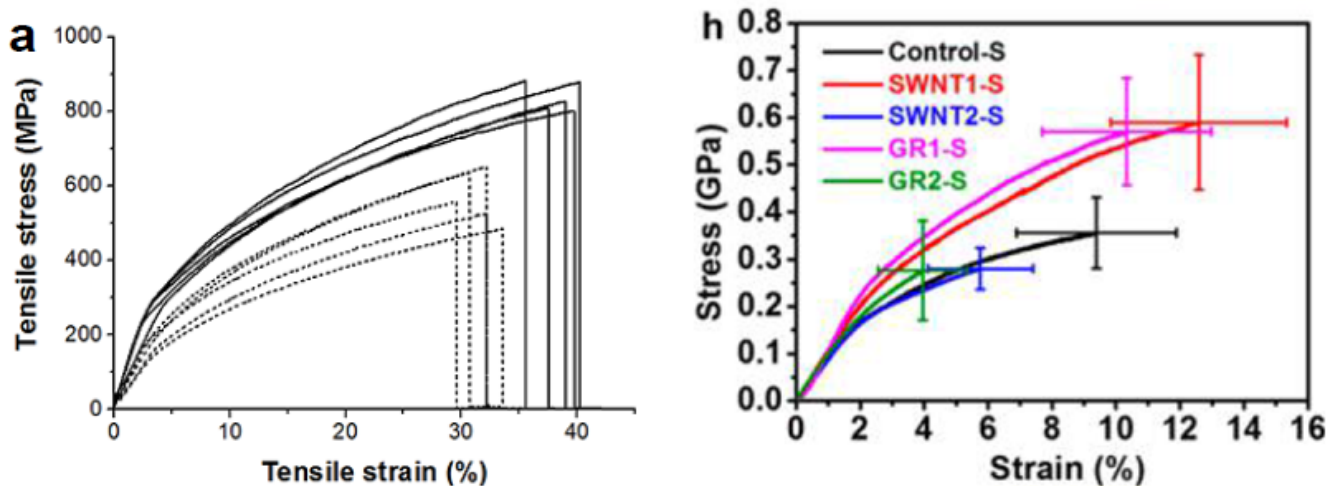 a
Tensile stress (MPa)
1000
800
600
400
200
0
0 10 20 30 40
Tensile strain (%)
h
Stress (GPa)
0.8
0.7
0.6
0.5
0.4
0.3
0.2
0.1
0.0
Control-S
SWNT1-S
SWNT2-S
GR1-S
GR2-S
0 2 4 6 8 10 12 14 16
Strain (%)